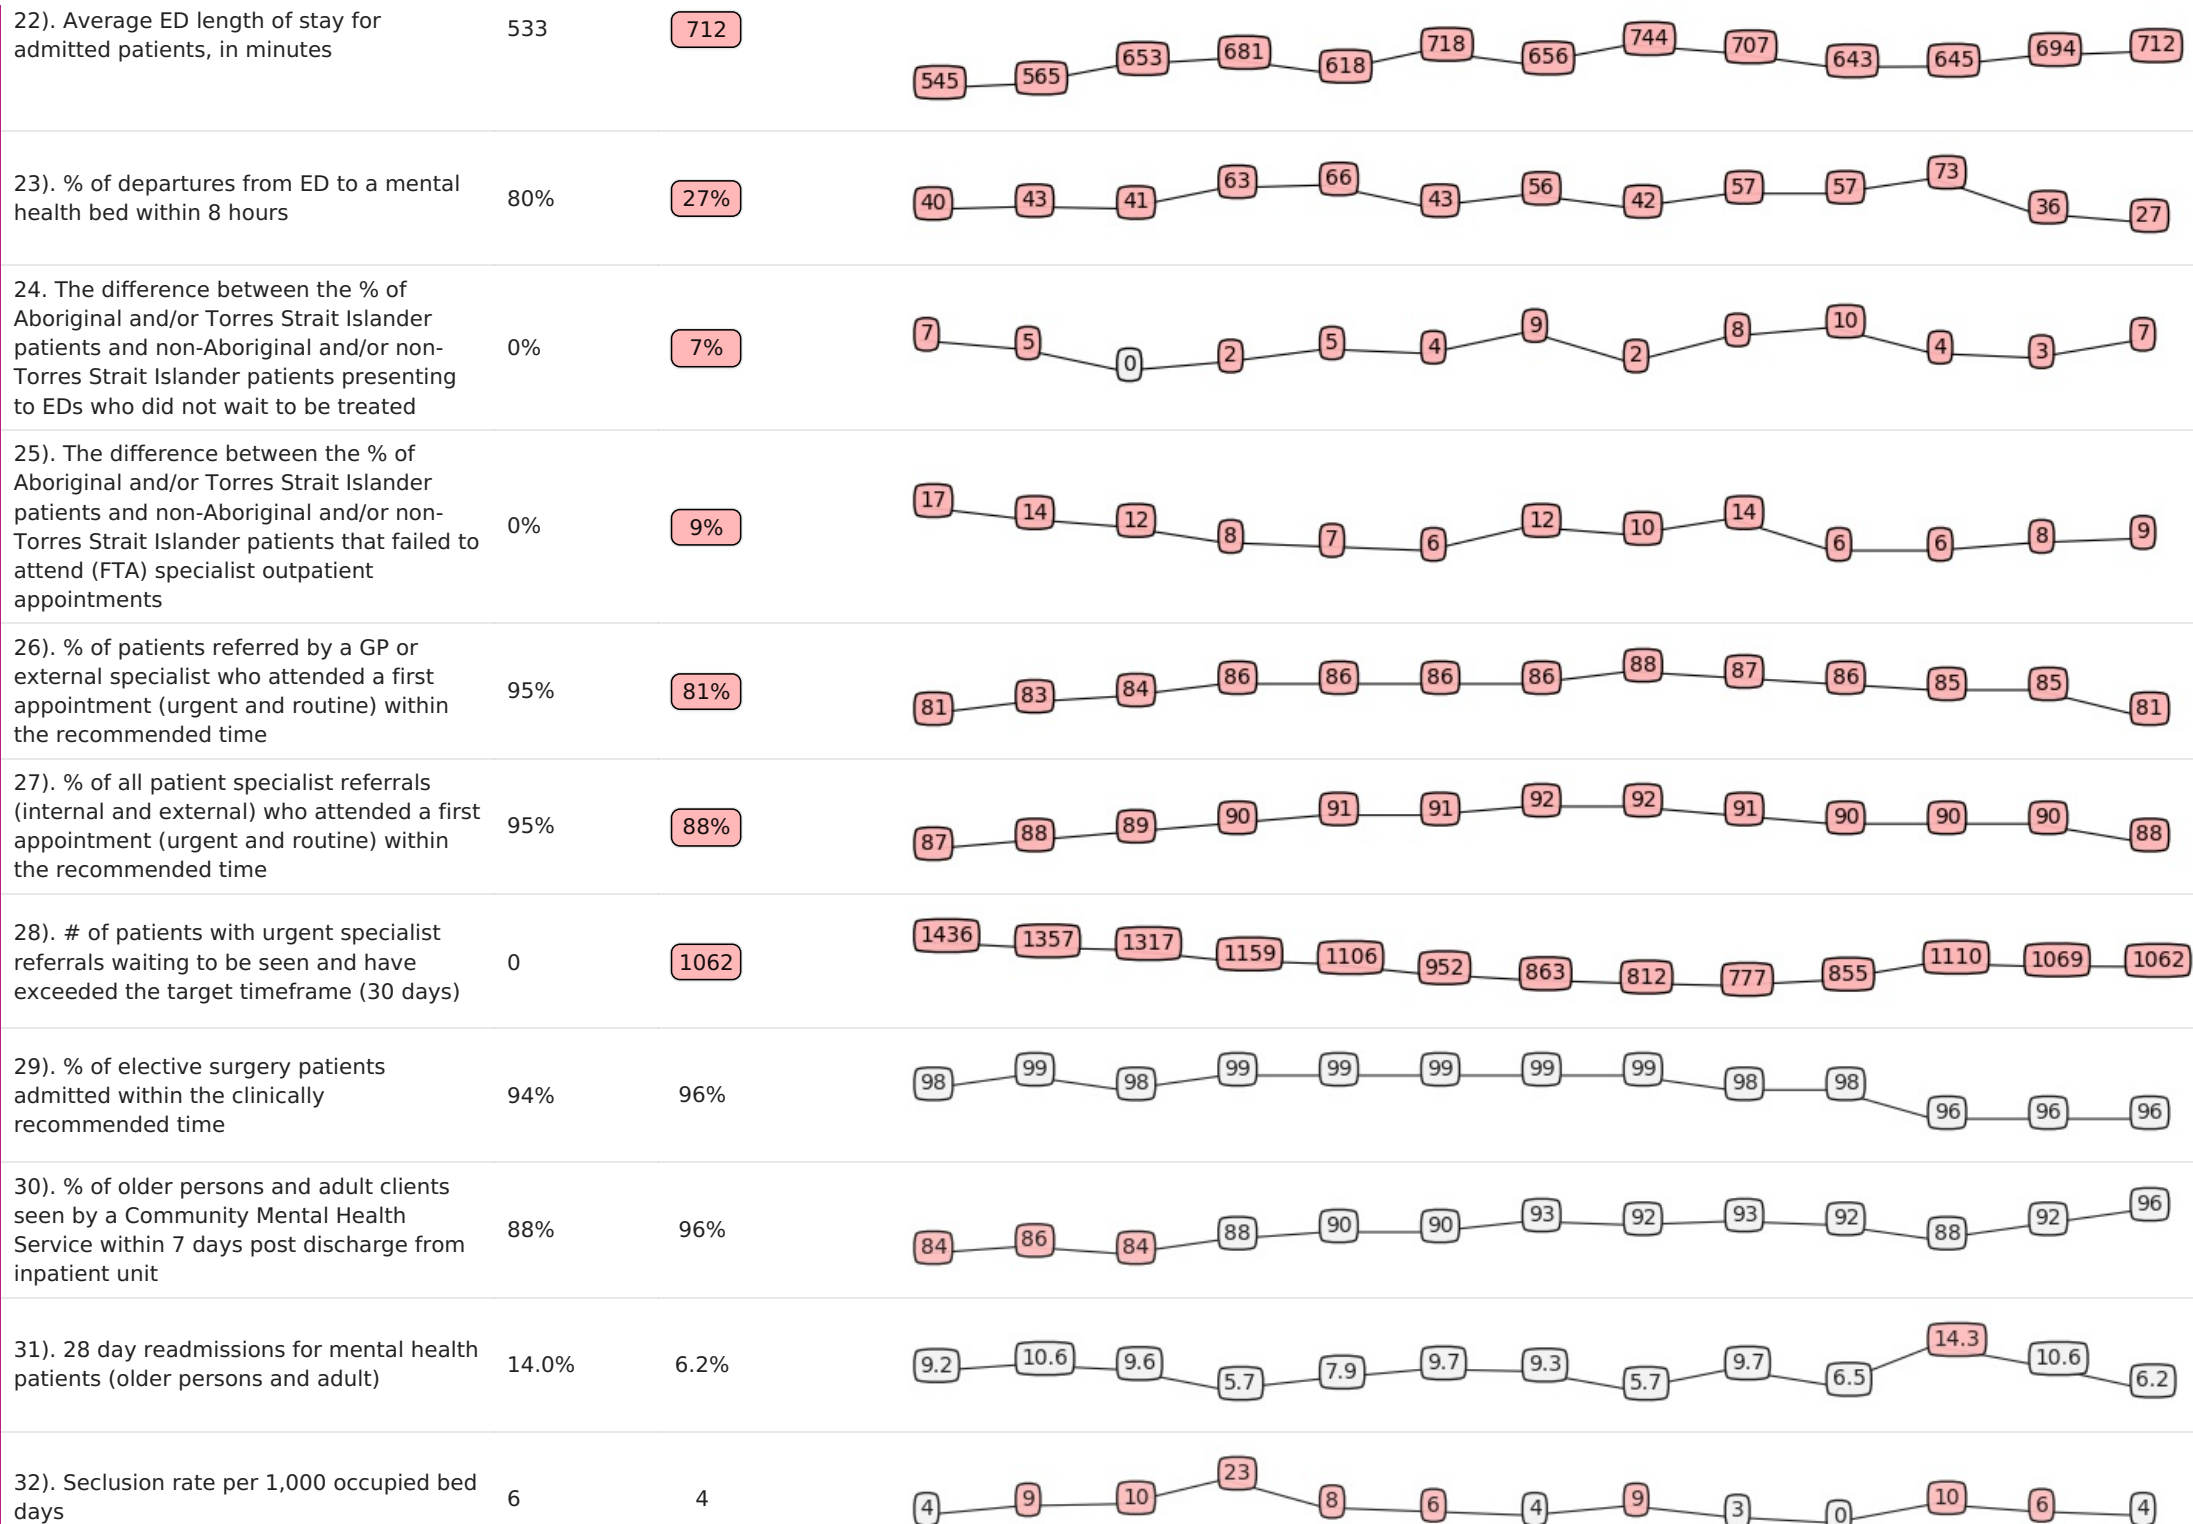 22). Average ED length of stay for
admitted patients, in minutes
533
712
545 565 653 681 618 718 656 744 707 643 645 694 712
23). % of departures from ED to a mental
health bed within 8 hours
80%
27%
40 43 41 63 66 43 56 42 57 57 73 36 27
24. The difference between the % of
Aboriginal and/or Torres Strait Islander
patients and non-Aboriginal and/or non-
Torres Strait Islander patients presenting
to EDs who did not wait to be treated
0%
7%
7 5 0 2 5 4 9 2 8 10 4 3 7
25). The difference between the % of
Aboriginal and/or Torres Strait Islander
patients and non-Aboriginal and/or non-
Torres Strait Islander patients that failed to
attend (FTA) specialist outpatient
appointments
0%
9%
17 14 12 8 7 6 12 10 14 6 6 8 9
26). % of patients referred by a GP or
external specialist who attended a first
appointment (urgent and routine) within
the recommended time
95%
81%
81 83 84 86 86 86 86 88 87 86 85 85 81
27). % of all patient specialist referrals
(internal and external) who attended a first
appointment (urgent and routine) within
the recommended time
95%
88%
87 88 89 90 91 91 92 92 91 90 90 90 88
28). # of patients with urgent specialist
referrals waiting to be seen and have
exceeded the target timeframe (30 days)
0
1062
1436 1357 1317 1159 1106 952 863 812 777 855 1110 1069 1062
29). % of elective surgery patients
admitted within the clinically
recommended time
94%
96%
98 99 98 99 99 99 99 99 98 98 96 96 96
30). % of older persons and adult clients
seen by a Community Mental Health
Service within 7 days post discharge from
inpatient unit
88%
96%
84 86 84 88 90 90 93 92 93 92 88 92 96
31). 28 day readmissions for mental health
patients (older persons and adult)
14.0%
6.2%
9.2 10.6 9.6 5.7 7.9 9.7 9.3 5.7 9.7 6.5 14.3 10.6 6.2
32). Seclusion rate per 1,000 occupied bed
days
6
4
4 9 10 23 8 6 4 9 3 0 10 6 4